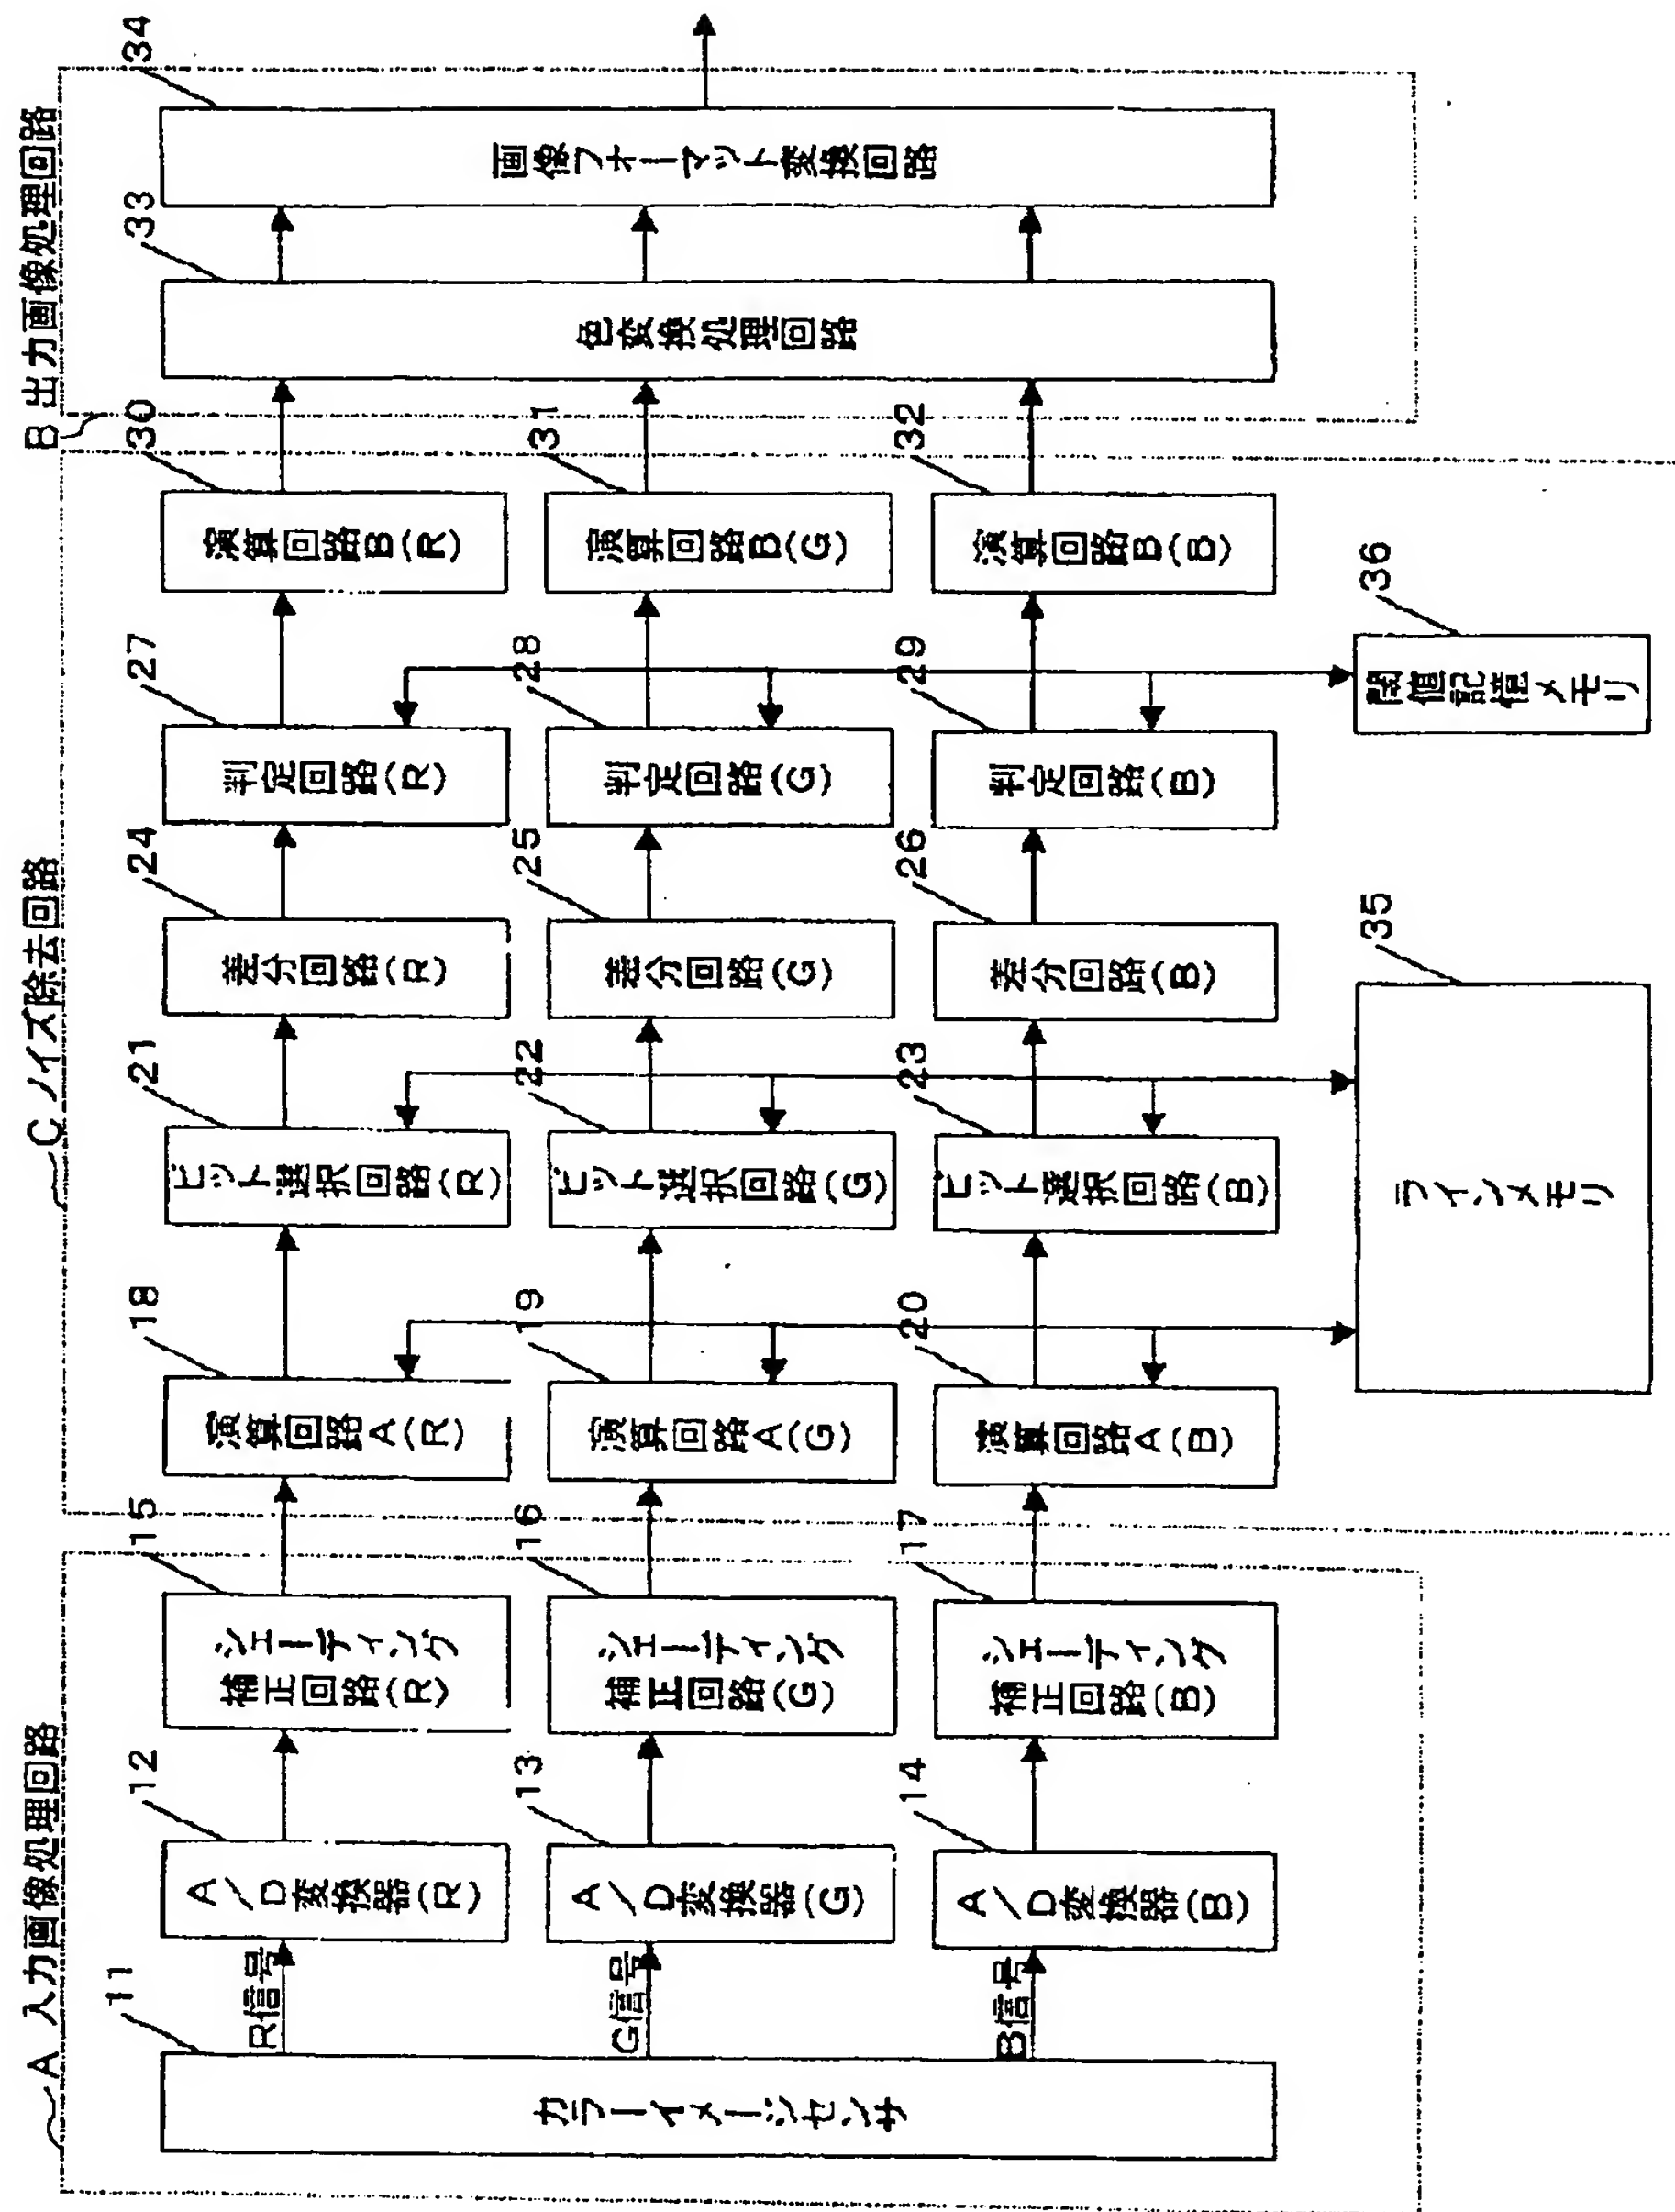 A 入力画像処理回路
11
カラーイメージセンサ
R信号
G信号
B信号
12
A/D変換器(R)
13
A/D変換器(G)
14
A/D変換器(B)
15
シェーディング
補正回路(R)
16
シェーディング
補正回路(G)
17
シェーディング
補正回路(B)
C ノイズ除去回路
18
演算回路A(R)
19
演算回路A(G)
20
演算回路A(B)
21
ビット選択回路(R)
22
ビット選択回路(G)
23
ビット選択回路(B)
24
差分回路(R)
25
差分回路(G)
26
差分回路(B)
27
判定回路(R)
28
判定回路(G)
29
判定回路(B)
30
演算回路B(R)
31
演算回路B(G)
32
演算回路B(B)
35
ラインメモリ
36
閾値記憶メモリ
B 出力画像処理回路
33
色変換処理回路
34
画像フォーマット変換回路